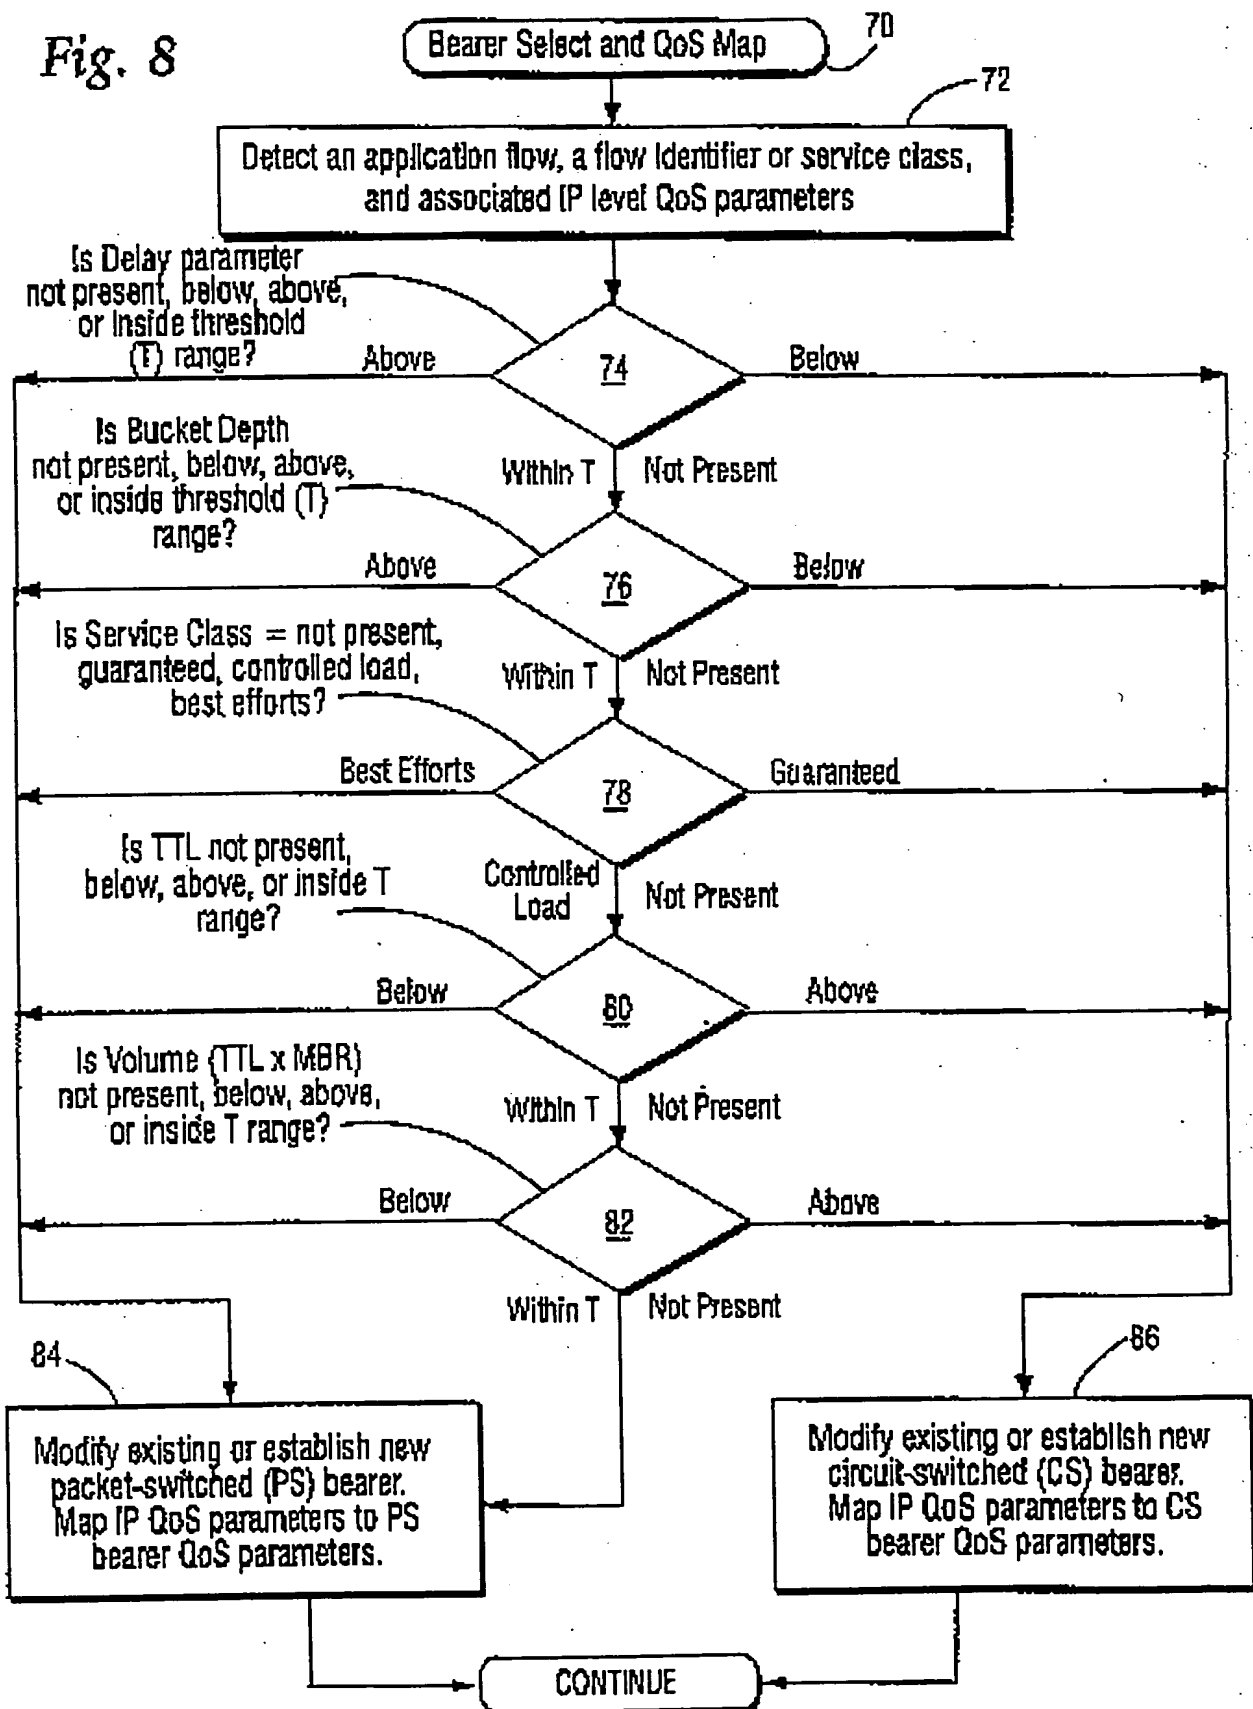 Fig. 8
Bearer Select and QoS Map
70
72
Detect an application flow, a flow identifier or service class,
and associated IP level QoS parameters
Is Delay parameter
not present, below, above,
or inside threshold
(T) range?
Above
74
Below
Within T
Not Present
Is Bucket Depth
not present, below, above,
or inside threshold (T)
range?
Above
76
Below
Within T
Not Present
Is Service Class = not present,
guaranteed, controlled load,
best efforts?
Best Efforts
78
Guaranteed
Controlled
Load
Not Present
Is TTL not present,
below, above, or inside T
range?
Below
80
Above
Within T
Not Present
Is Volume (TTL x MBR)
not present, below, above,
or inside T range?
Below
82
Above
Within T
Not Present
84
Modify existing or establish new
packet-switched (PS) bearer.
Map IP QoS parameters to PS
bearer QoS parameters.
86
Modify existing or establish new
circuit-switched (CS) bearer.
Map IP QoS parameters to CS
bearer QoS parameters.
CONTINUE